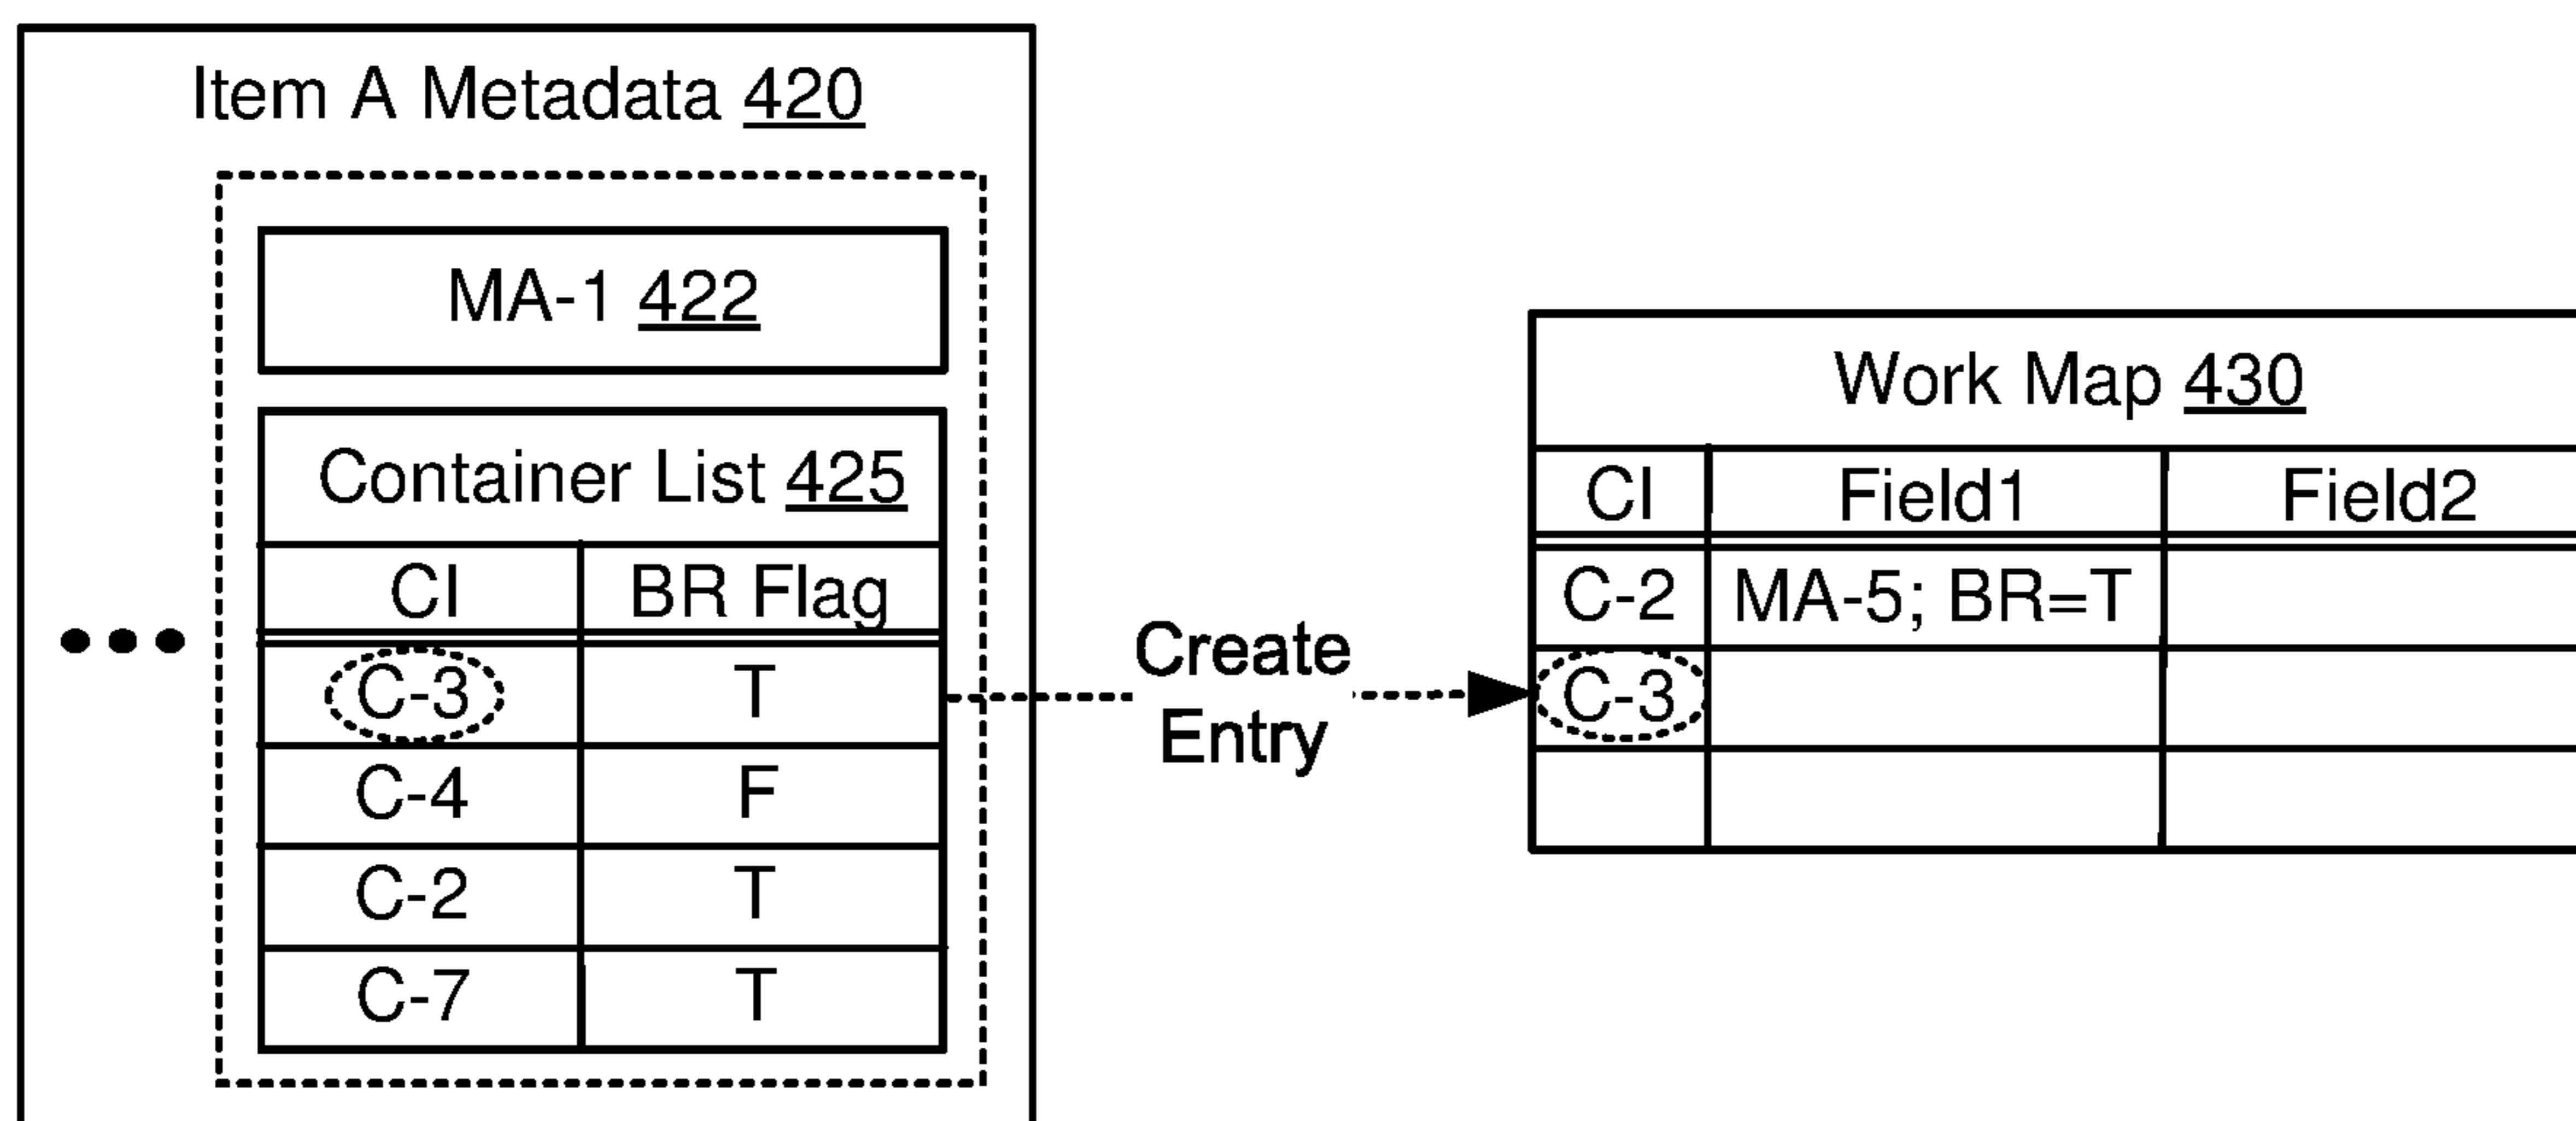 Item A Metadata 420
MA-1 422
Container List 425
CI BR Flag
C-3 T
C-4 F
C-2 T
C-7 T
Create
Entry
Work Map 430
CI Field1 Field2
C-2 MA-5; BR=T
C-3